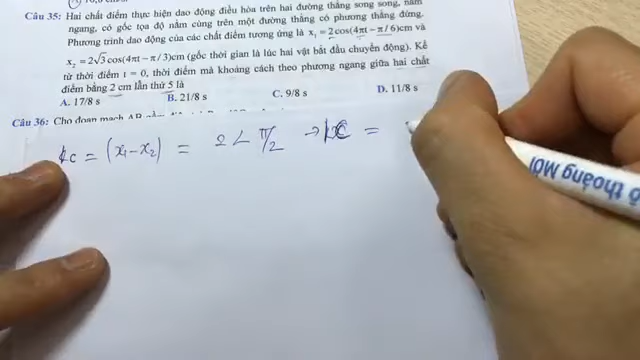 Câu 35: Hai chất điểm thực hiện dao động điều hòa trên hai đường thẳng song song, nằm
ngang, có gốc tọa độ nằm cùng trên một đường thẳng có phương thẳng đứng.
Phương trình dao động của các chất điểm tương ứng là x₁ = 2cos(4πt − π/6)cm và
x₂ = 2√3 cos(4πt − π/3)cm (gốc thời gian là lúc hai vật bắt đầu chuyển động). Kể
từ thời điểm t = 0, thời điểm mà khoảng cách theo phương ngang giữa hai chất
điểm bằng 2 cm lần thứ 5 là
A. 17/8 s B. 21/8 s C. 9/8 s D. 11/8 s
Câu 36: Cho đoạn mạch AB
kc = (x₁ − x₂) = 2∠π/2 → =
thoáng Mới